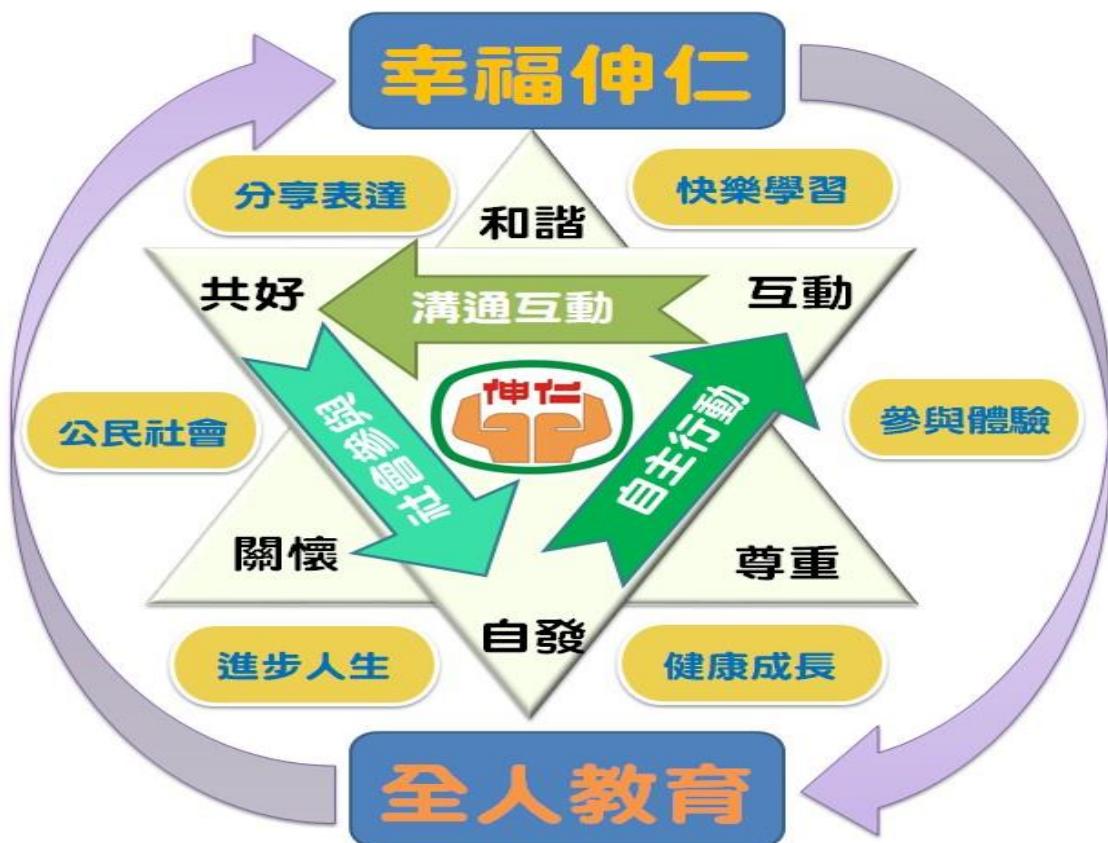 幸福伸仁
分享表達
快樂學習
和諧
共好
溝通互動
互動
伸仁
公民社會
社會參與
自主行動
參與體驗
關懷
尊重
自發
進步人生
健康成長
全人教育